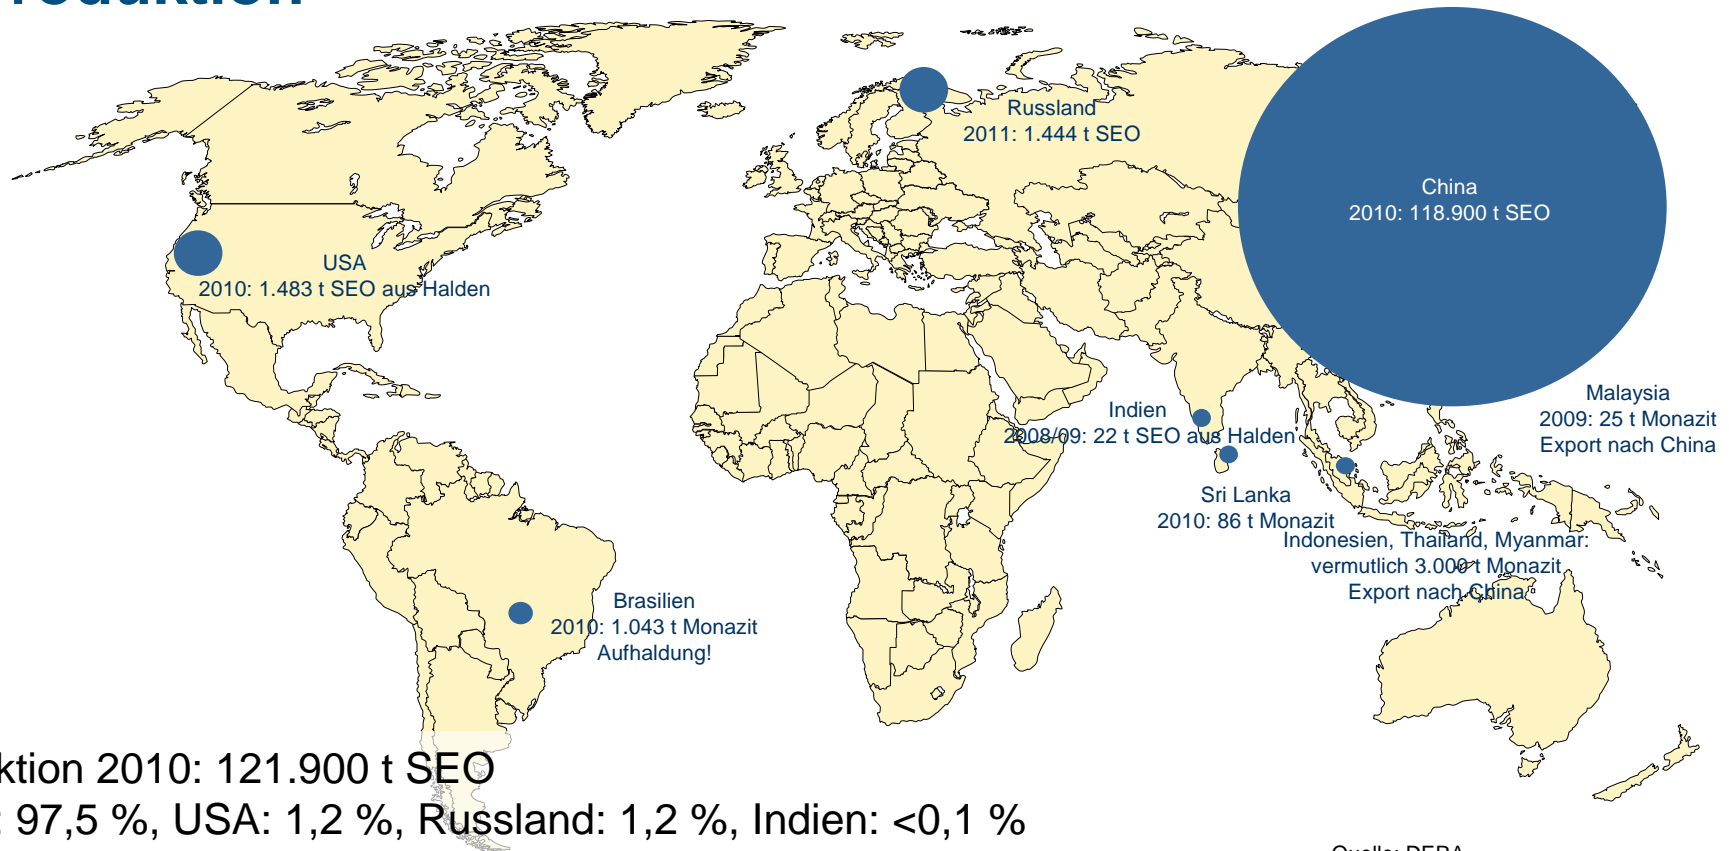 roduktion
Russland
2011: 1.444 t SEO
China
2010: 118.900 t SEO
USA
2010: 1.483 t SEO aus Halden
Malaysia
2009: 25 t Monazit
Export nach China
Indien
2008/09: 22 t SEO aus Halden
Sri Lanka
2010: 86 t Monazit
Indonesien, Thailand, Myanmar:
vermutlich 3.000 t Monazit
Export nach China
Brasilien
2010: 1.043 t Monazit
Aufhaldung!
ktion 2010: 121.900 t SEO
: 97,5 %, USA: 1,2 %, Russland: 1,2 %, Indien: <0,1 %
Quelle: DERA